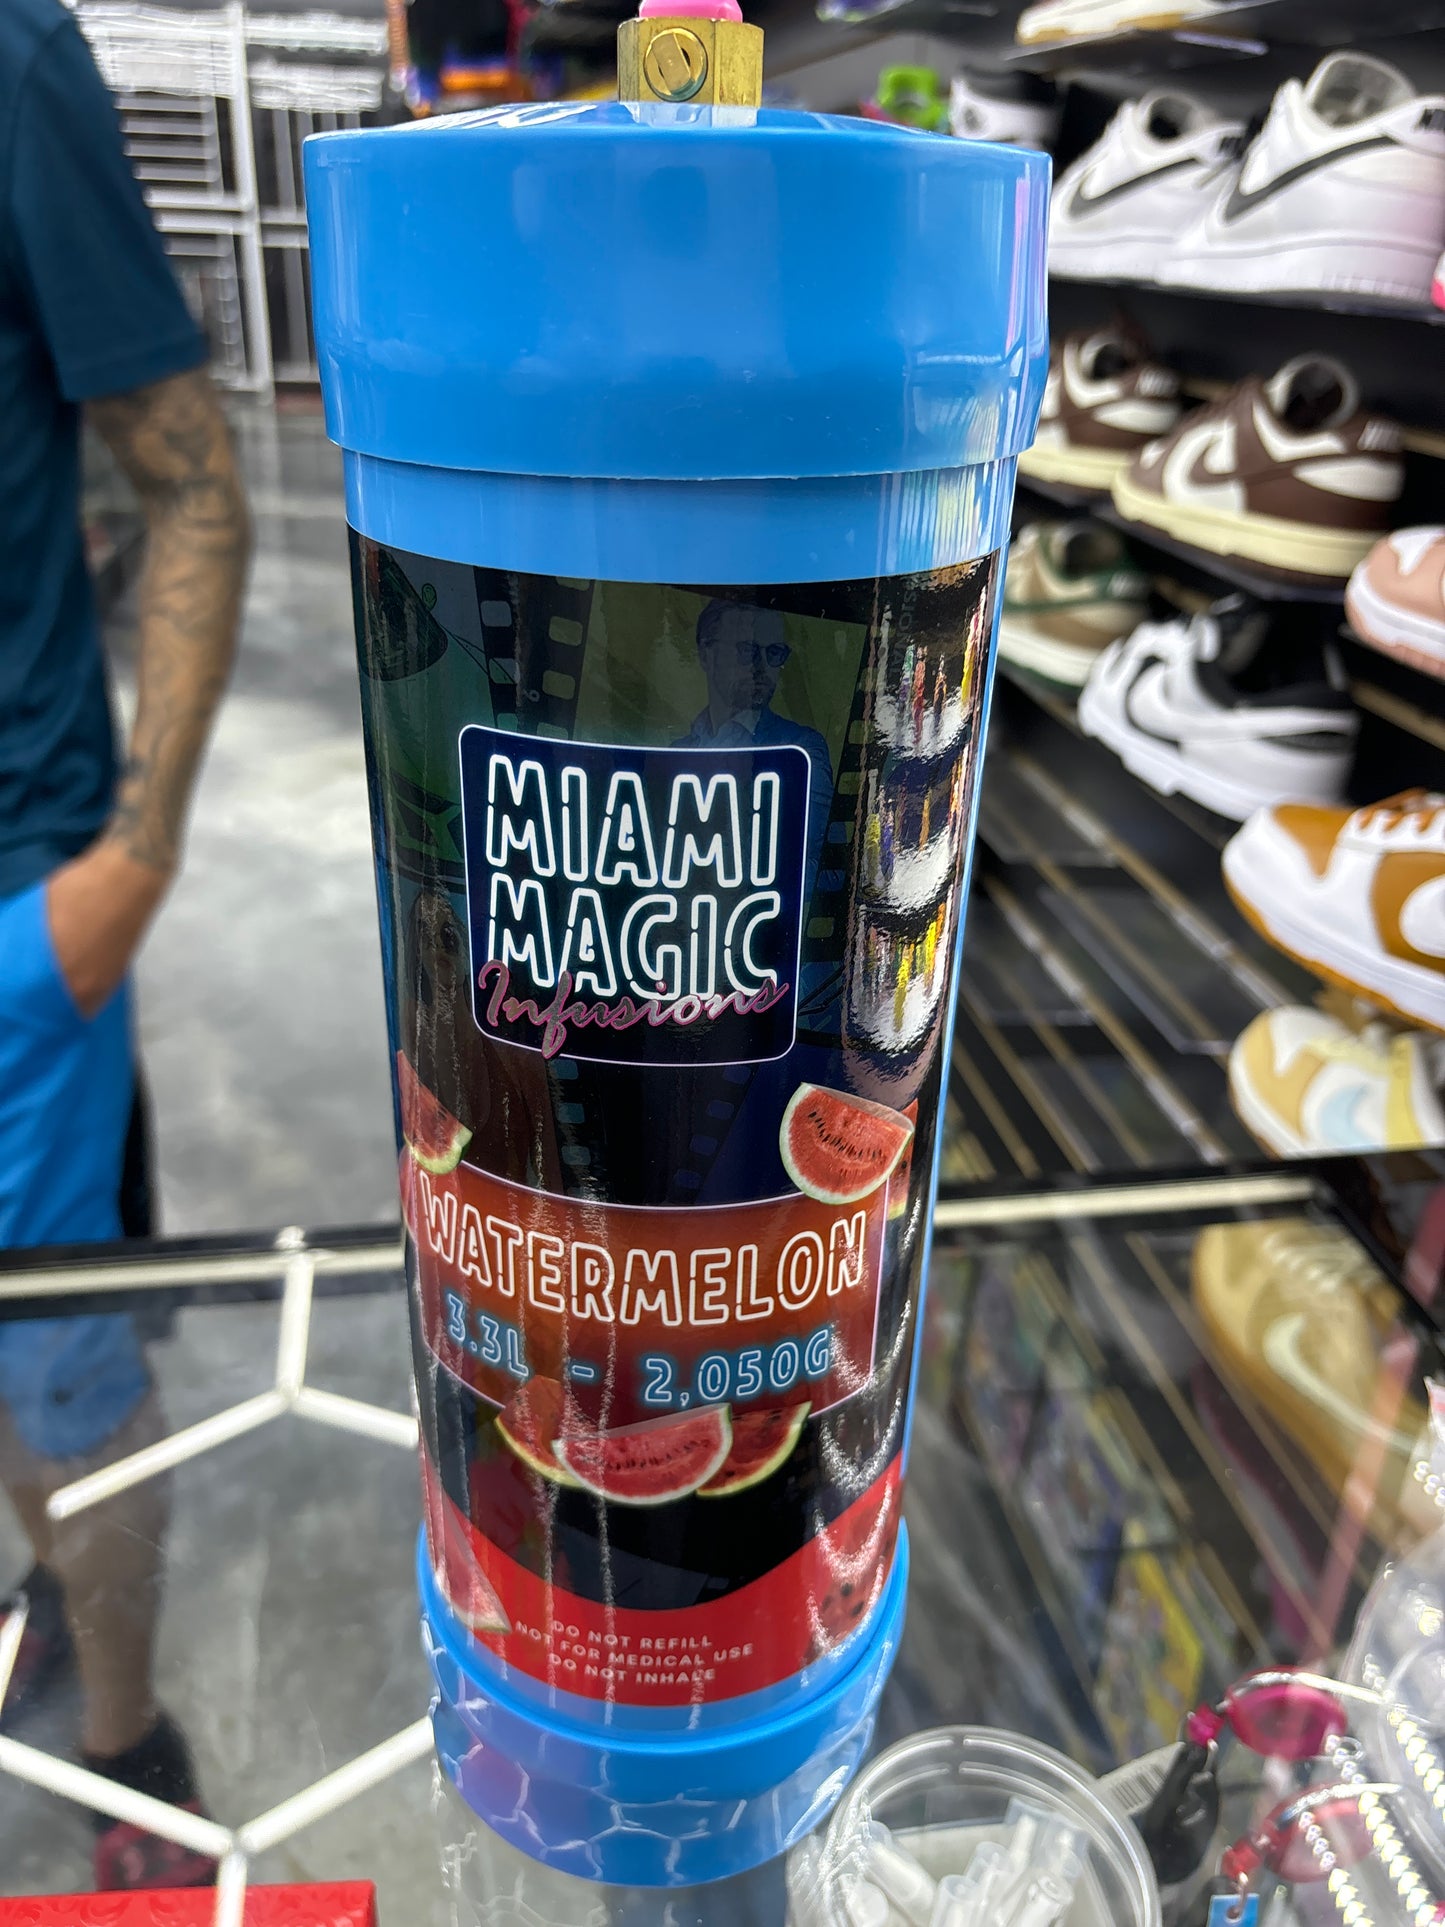 MIAMI
MAGIC
Infusions
WATERMELON
3.3L - 2,050G
DO NOT REFILL
NOT FOR MEDICAL USE
DO NOT INHALE